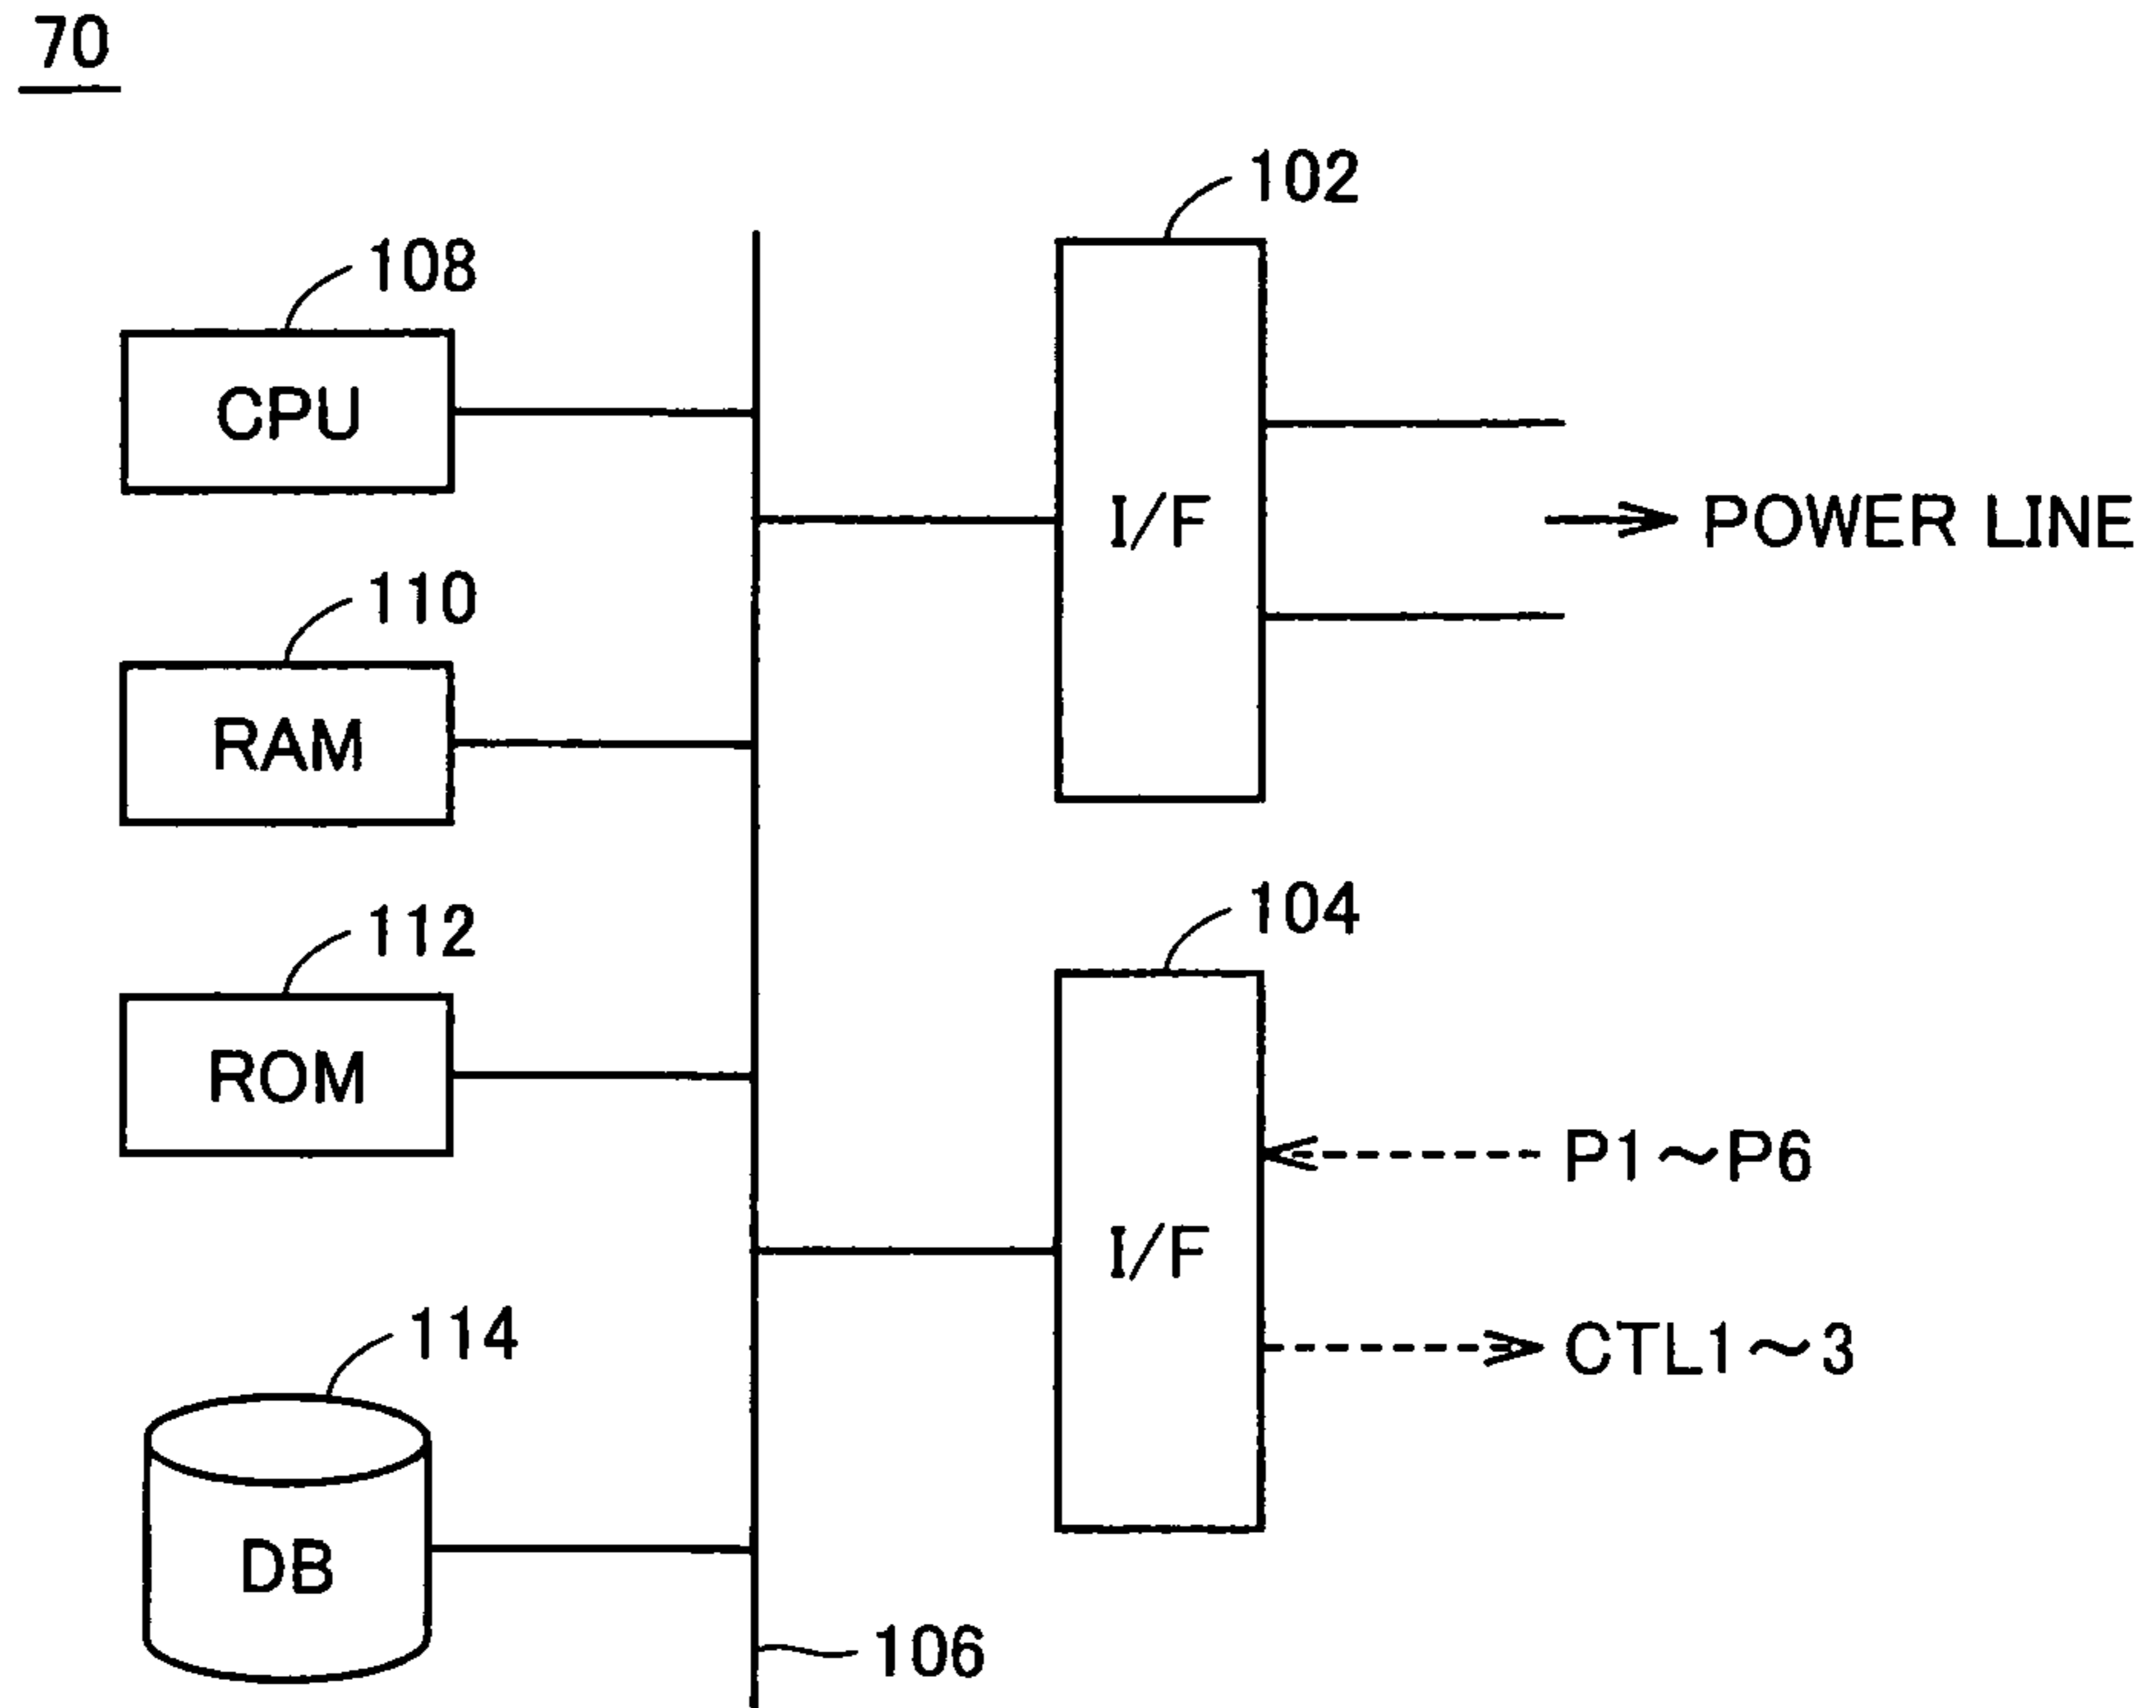 70
102
108
CPU
I/F
POWER LINE
110
RAM
104
112
ROM
P1〜P6
I/F
CTL1〜3
114
DB
106